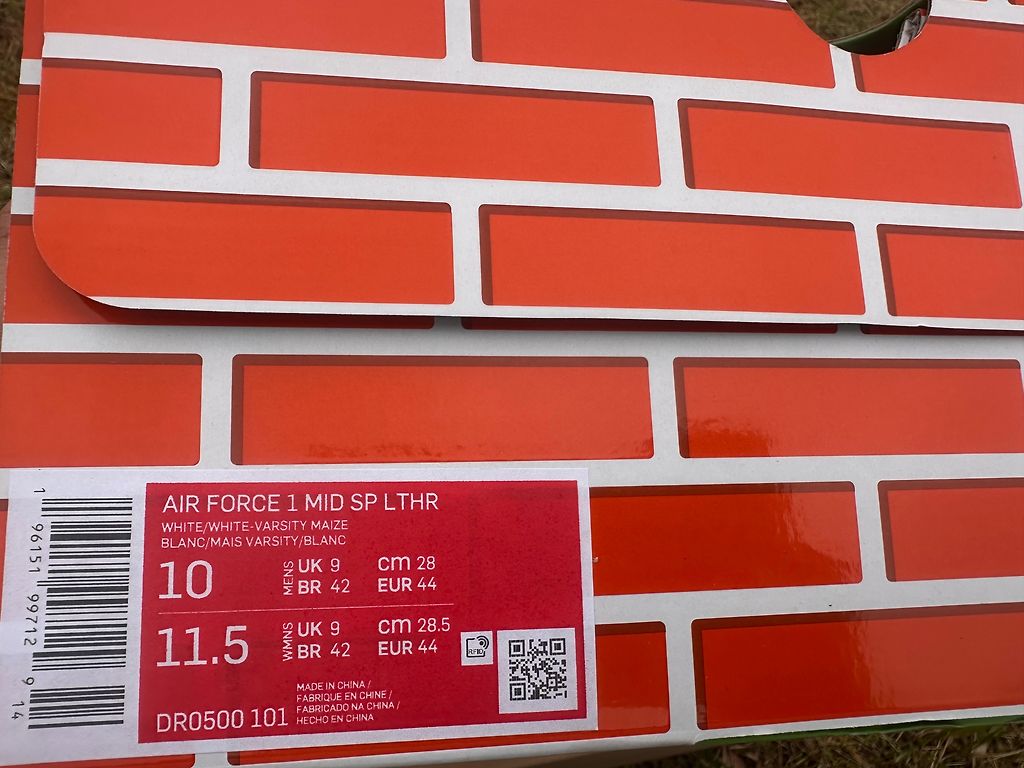 AIR FORCE 1 MID SP LTHR
WHITE/WHITE-VARSITY MAIZE
BLANC/MAIS VARSITY/BLANC
10 MENS UK 9 cm 28
BR 42 EUR 44
11.5 WMNS UK 9 cm 28.5
BR 42 EUR 44
RFID
MADE IN CHINA /
FABRIQUE EN CHINE /
FABRICADO NA CHINA /
HECHO EN CHINA
DR0500 101
1 96151 99712 9 14